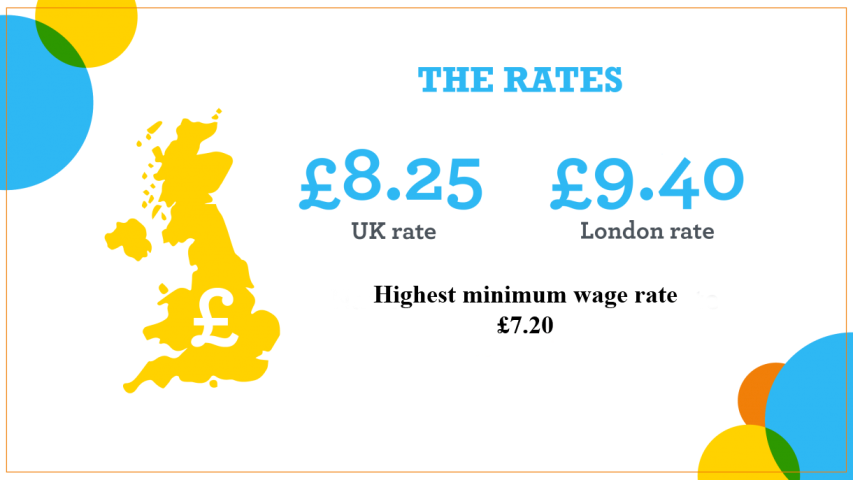 THE RATES
£8.25 £9.40
UK rate London rate
£
Highest minimum wage rate
£7.20